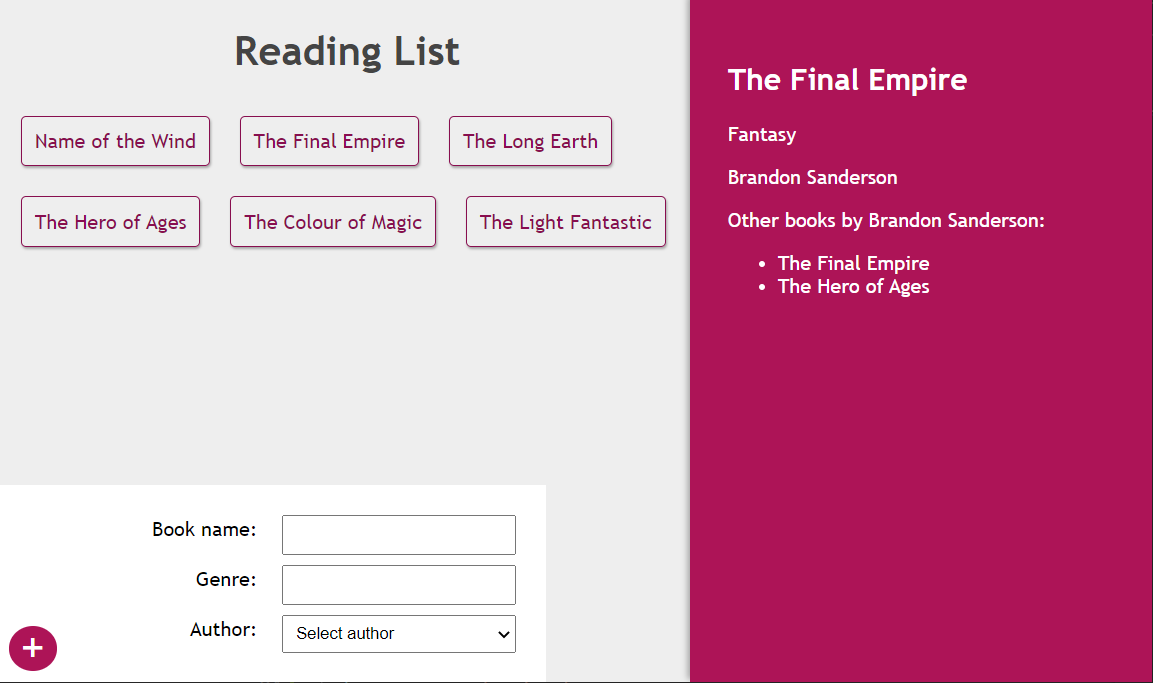 Reading List
Name of the Wind
The Final Empire
The Long Earth
The Hero of Ages
The Colour of Magic
The Light Fantastic
Book name:
Genre:
Author:
Select author
+
The Final Empire
Fantasy
Brandon Sanderson
Other books by Brandon Sanderson:
• The Final Empire
• The Hero of Ages